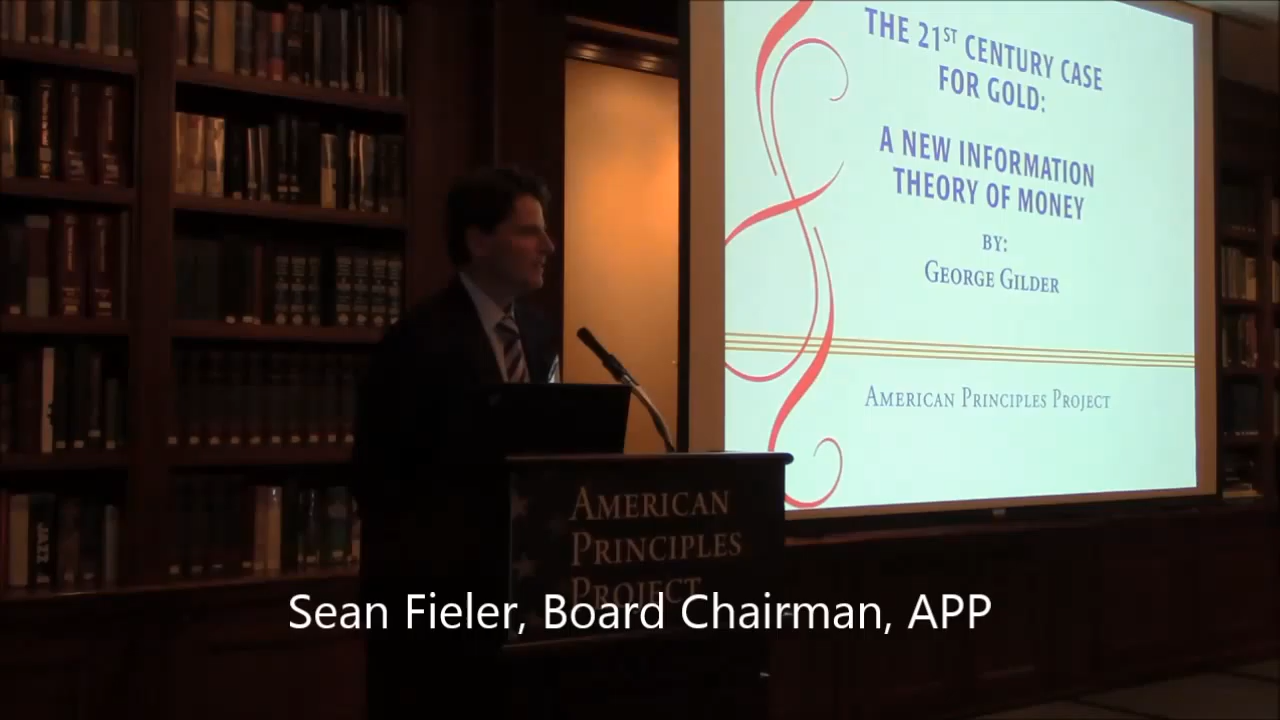 THE 21ST CENTURY CASE
FOR GOLD:
A NEW INFORMATION
THEORY OF MONEY
BY:
GEORGE GILDER
AMERICAN PRINCIPLES PROJECT
AMERICAN
PRINCIPLES
PROJECT
Sean Fieler, Board Chairman, APP
JAZZ